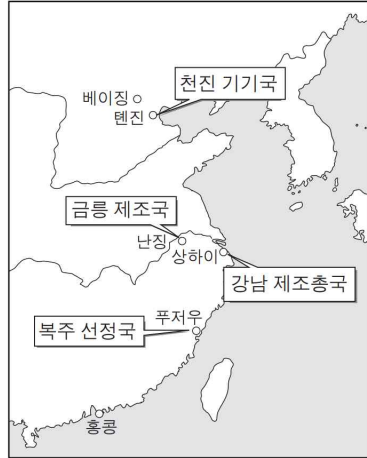 천진 기기국
베이징
톈진
금릉 제조국
난징
상하이
강남 제조총국
푸저우
복주 선정국
홍콩